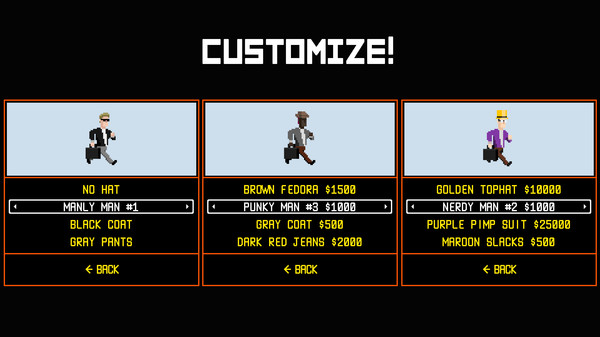 CUSTOMIZE!
NO HAT
MANLY MAN #1
BLACK COAT
GRAY PANTS
← BACK
BROWN FEDORA $1500
PUNKY MAN #3 $1000
GRAY COAT $500
DARK RED JEANS $2000
← BACK
GOLDEN TOPHAT $10000
NERDY MAN #2 $1000
PURPLE PIMP SUIT $25000
MAROON SLACKS $500
← BACK